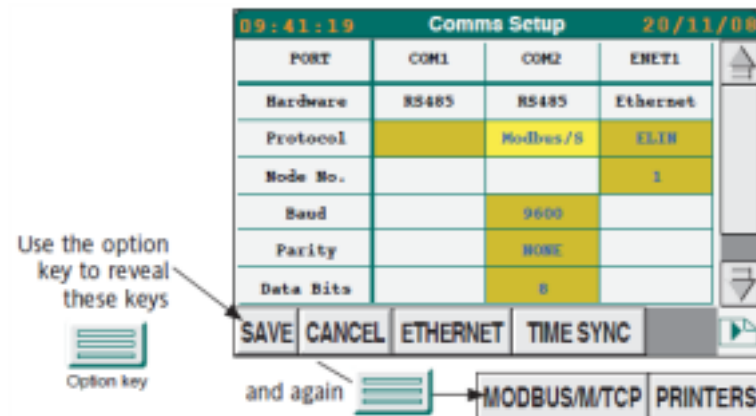 09:41:19 Comms Setup 20/11/08
PORT COM1 COM2 ENET1
Hardware RS485 RS485 Ethernet
Protocol Modbus/S ELIN
Node No. 1
Baud 9600
Parity NONE
Data Bits 8
Use the option
key to reveal
these keys
SAVE CANCEL ETHERNET TIME SYNC
Option key
and again
MODBUS/M/TCP PRINTERS